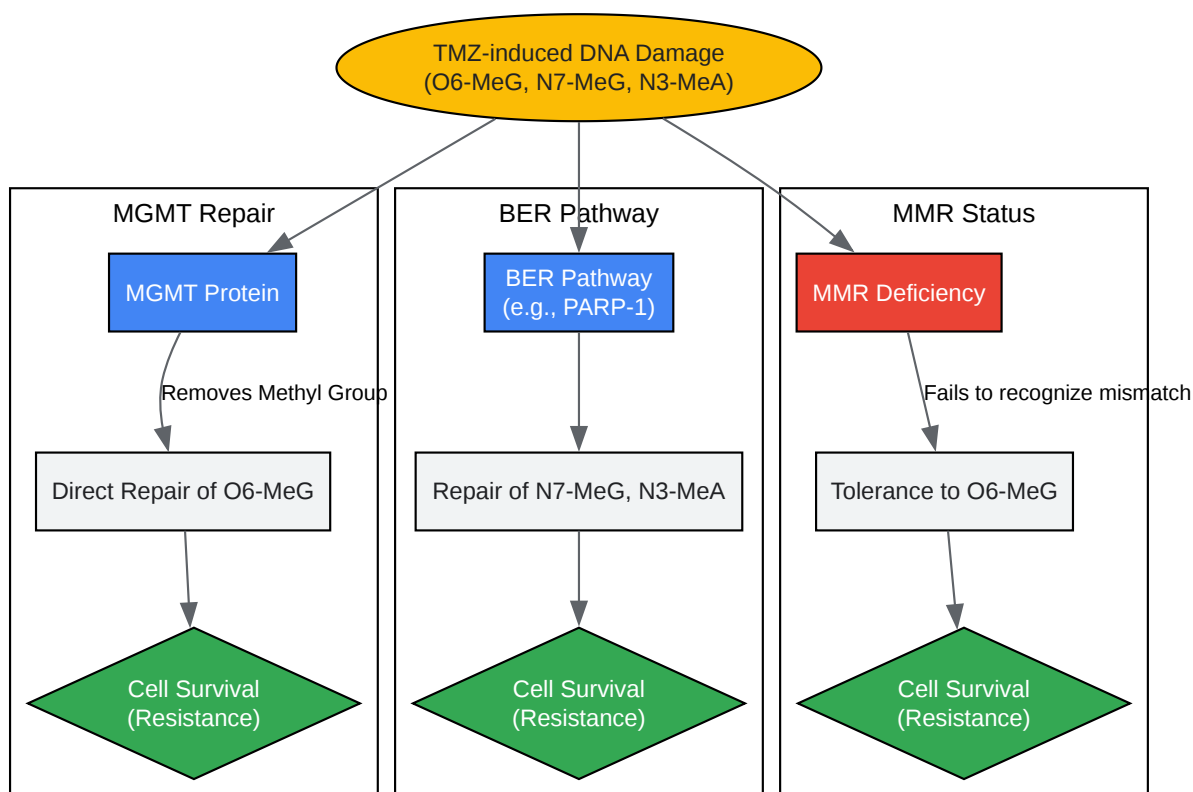 TMZ-induced DNA Damage
(O6-MeG, N7-MeG, N3-MeA)
MGMT Repair
BER Pathway
MMR Status
MGMT Protein
BER Pathway
(e.g., PARP-1)
MMR Deficiency
Removes Methyl Group
Fails to recognize mismatch
Direct Repair of O6-MeG
Repair of N7-MeG, N3-MeA
Tolerance to O6-MeG
Cell Survival
(Resistance)
Cell Survival
(Resistance)
Cell Survival
(Resistance)